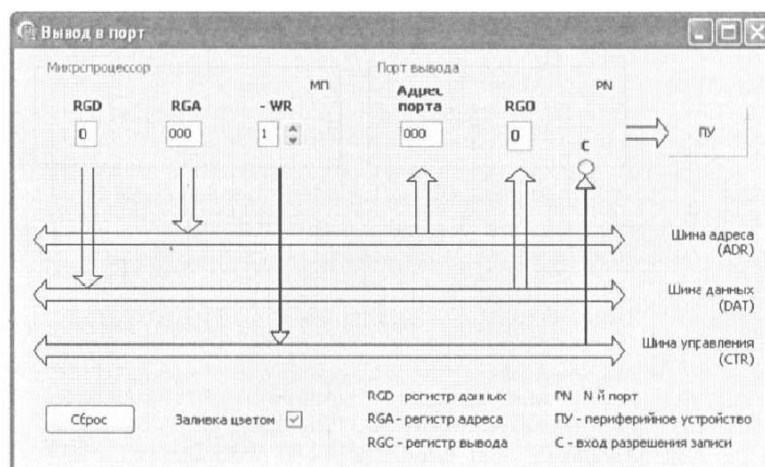 Вывод в порт
Микропроцессор
МП
RGD
RGA
- WR
0
000
1
Порт вывода
PN
Адрес
порта
RGO
000
0
C
ПУ
Шина адреса
(ADR)
Шина данных
(DAT)
Шина управления
(CTR)
RGD - регистр данных
RGA - регистр адреса
RGO - регистр вывода
PN - N-й порт
ПУ - периферийное устройство
C - вход разрешения записи
Сброс
Заливка цветом